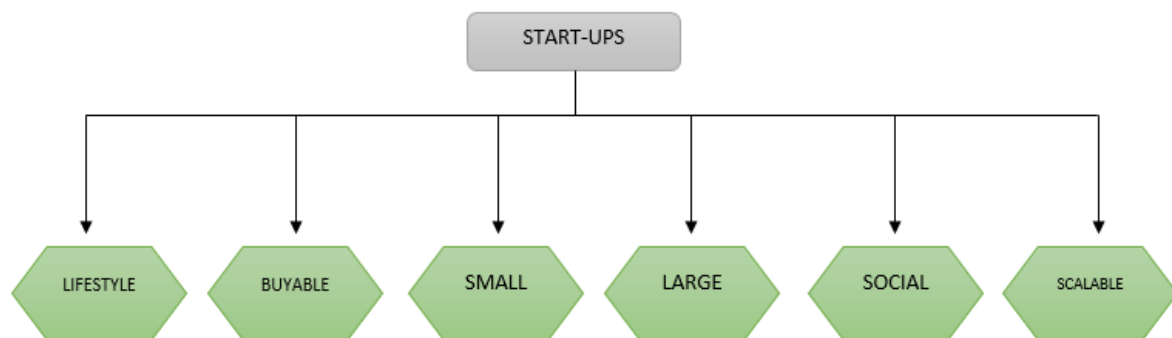 START-UPS
LIFESTYLE
BUYABLE
SMALL
LARGE
SOCIAL
SCALABLE